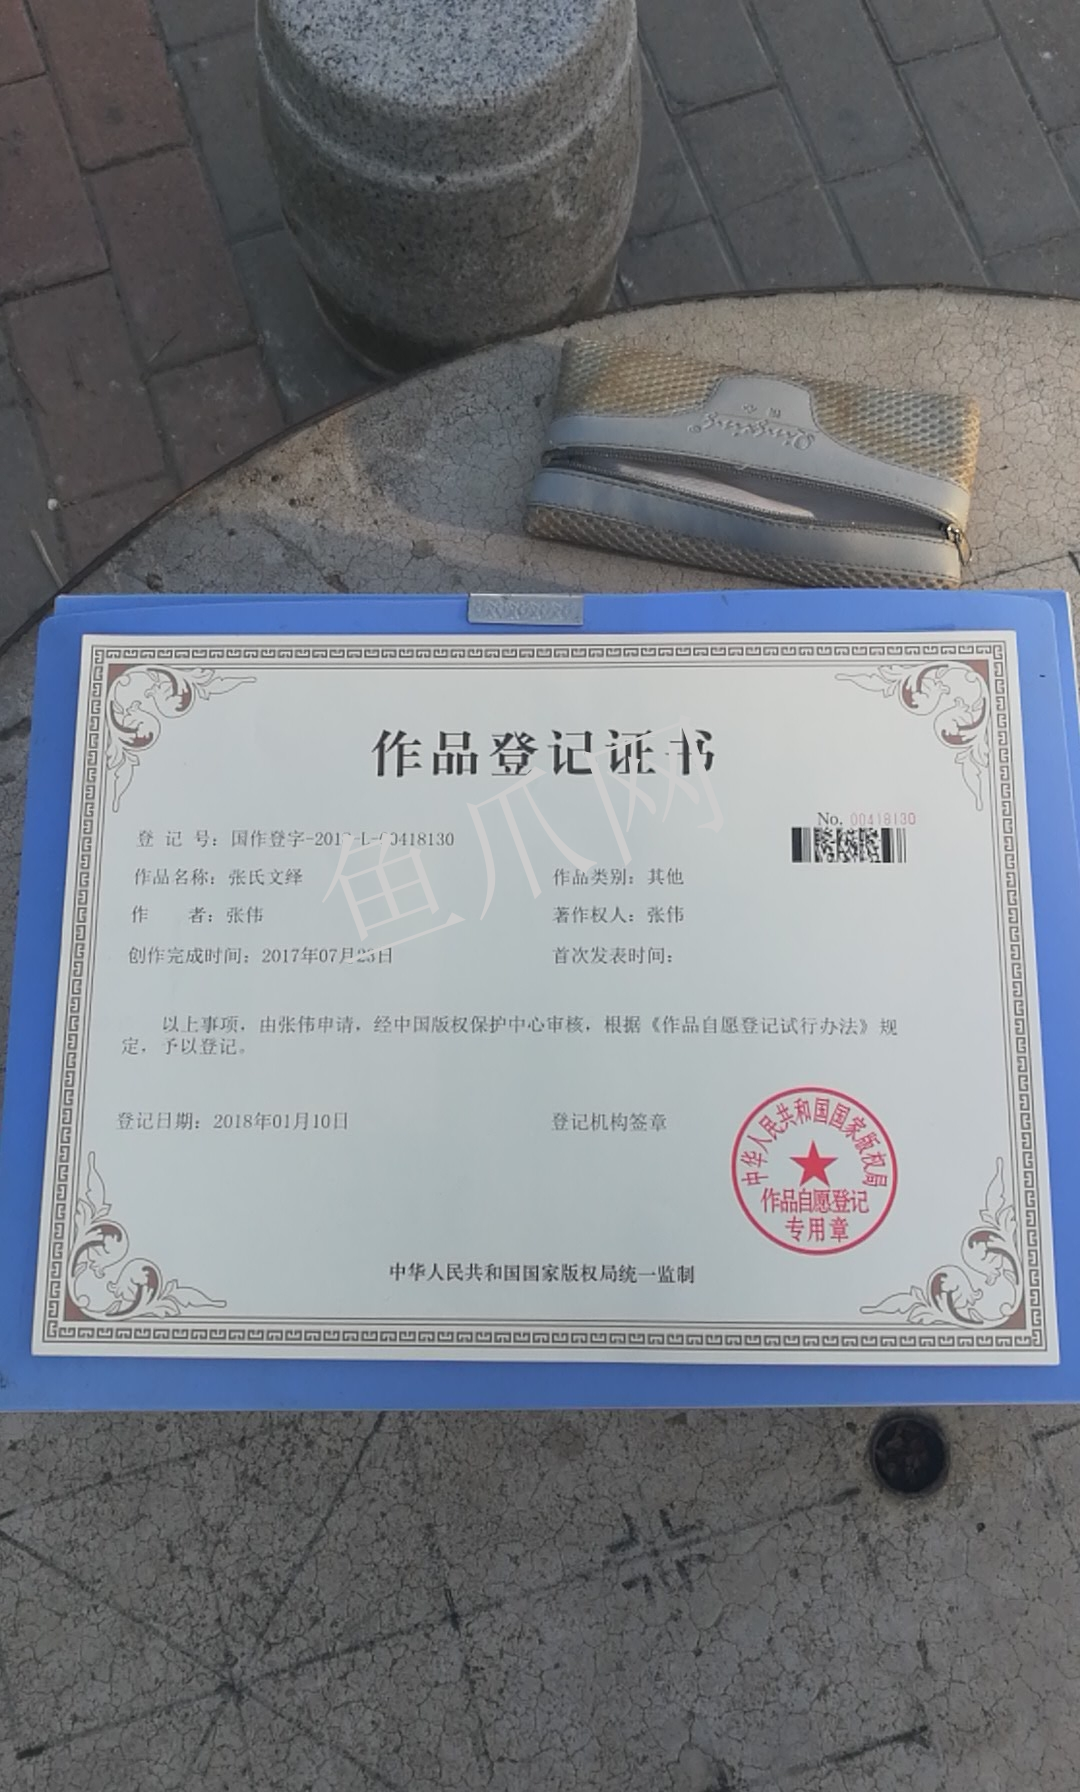 作品登记证书
No. 00418130
登 记 号：国作登字-2018-L-00418130
作品名称：张氏文绎
作品类别：其他
作 者：张伟
著作权人：张伟
创作完成时间：2017年07月23日
首次发表时间：
以上事项，由张伟申请，经中国版权保护中心审核，根据《作品自愿登记试行办法》规
定，予以登记。
登记日期：2018年01月10日
登记机构签章
中华人民共和国国家版权局
作品自愿登记
专用章
中华人民共和国国家版权局统一监制
鱼爪网